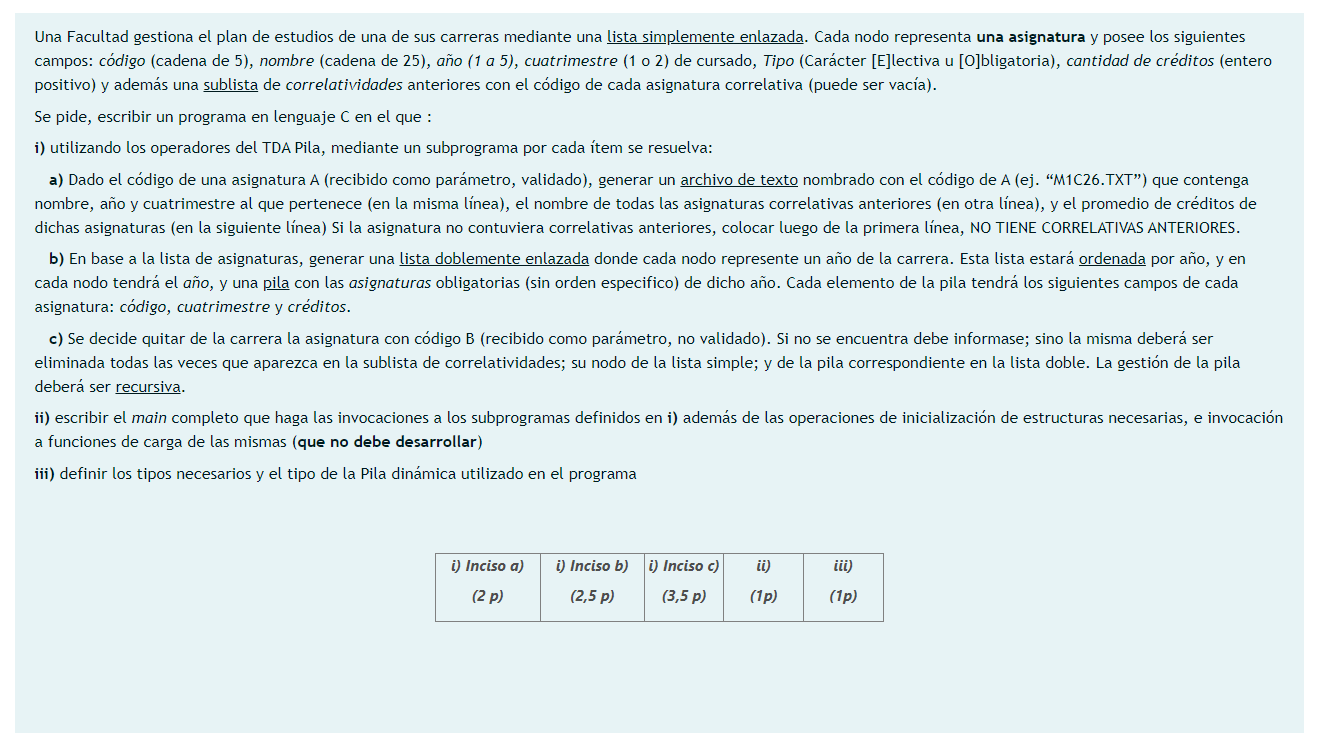 Una Facultad gestiona el plan de estudios de una de sus carreras mediante una lista simplemente enlazada. Cada nodo representa una asignatura y posee los siguientes
campos: código (cadena de 5), nombre (cadena de 25), año (1 a 5), cuatrimestre (1 o 2) de cursado, Tipo (Carácter [E]lectiva u [O]bligatoria), cantidad de créditos (entero
positivo) y además una sublista de correlatividades anteriores con el código de cada asignatura correlativa (puede ser vacía).
Se pide, escribir un programa en lenguaje C en el que :
i) utilizando los operadores del TDA Pila, mediante un subprograma por cada ítem se resuelva:
a) Dado el código de una asignatura A (recibido como parámetro, validado), generar un archivo de texto nombrado con el código de A (ej. “M1C26.TXT”) que contenga
nombre, año y cuatrimestre al que pertenece (en la misma línea), el nombre de todas las asignaturas correlativas anteriores (en otra línea), y el promedio de créditos de
dichas asignaturas (en la siguiente línea) Si la asignatura no contuviera correlativas anteriores, colocar luego de la primera línea, NO TIENE CORRELATIVAS ANTERIORES.
b) En base a la lista de asignaturas, generar una lista doblemente enlazada donde cada nodo represente un año de la carrera. Esta lista estará ordenada por año, y en
cada nodo tendrá el año, y una pila con las asignaturas obligatorias (sin orden especifico) de dicho año. Cada elemento de la pila tendrá los siguientes campos de cada
asignatura: código, cuatrimestre y créditos.
c) Se decide quitar de la carrera la asignatura con código B (recibido como parámetro, no validado). Si no se encuentra debe informase; sino la misma deberá ser
eliminada todas las veces que aparezca en la sublista de correlatividades; su nodo de la lista simple; y de la pila correspondiente en la lista doble. La gestión de la pila
deberá ser recursiva.
ii) escribir el main completo que haga las invocaciones a los subprogramas definidos en i) además de las operaciones de inicialización de estructuras necesarias, e invocación
a funciones de carga de las mismas (que no debe desarrollar)
iii) definir los tipos necesarios y el tipo de la Pila dinámica utilizado en el programa
i) Inciso a) i) Inciso b) i) Inciso c) ii) iii)
(2 p) (2,5 p) (3,5 p) (1p) (1p)